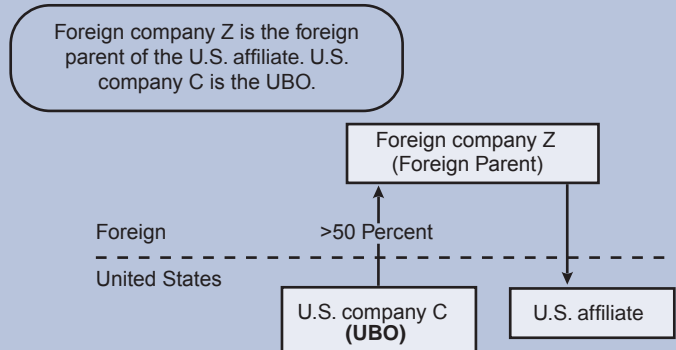 Foreign company Z is the foreign
parent of the U.S. affiliate. U.S.
company C is the UBO.
Foreign company Z
(Foreign Parent)
Foreign
>50 Percent
United States
U.S. company C
(UBO)
U.S. affiliate